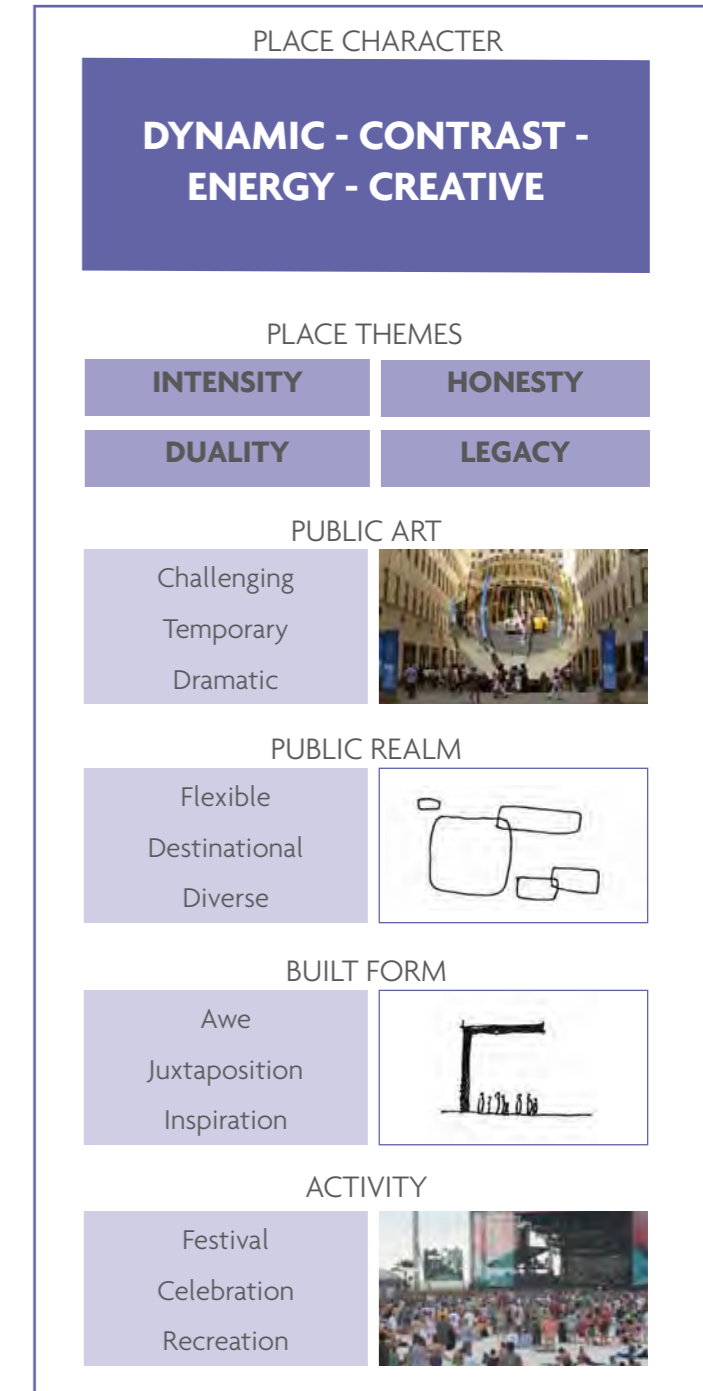 PLACE CHARACTER
DYNAMIC - CONTRAST -
ENERGY - CREATIVE
PLACE THEMES
INTENSITY
HONESTY
DUALITY
LEGACY
PUBLIC ART
Challenging
Temporary
Dramatic
PUBLIC REALM
Flexible
Destinational
Diverse
BUILT FORM
Awe
Juxtaposition
Inspiration
ACTIVITY
Festival
Celebration
Recreation